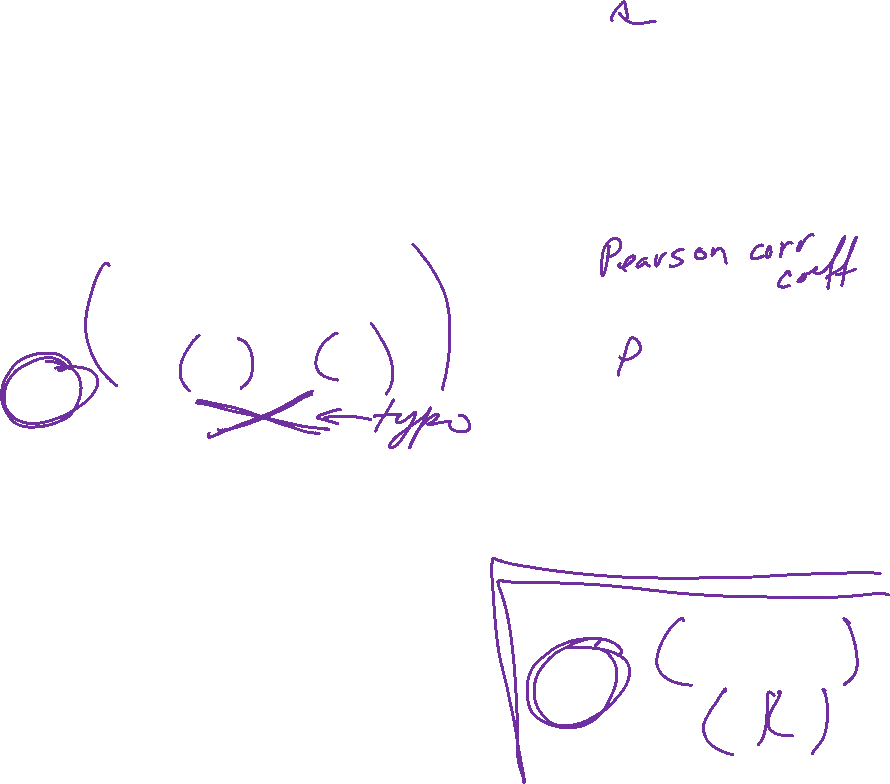 Pearson corr
coeff
ρ
( ) ( )
← typo
( )
( K )